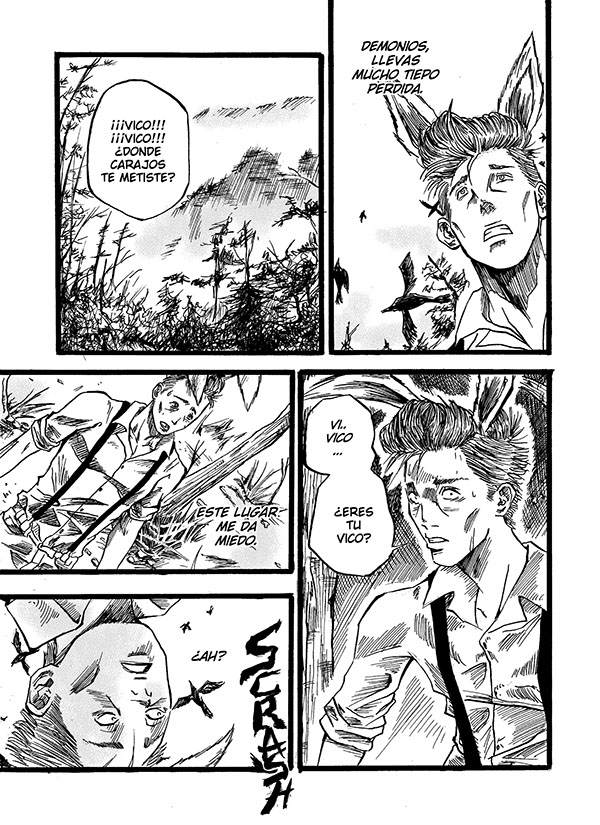 ¡¡¡VICO!!!
¡¡¡VICO!!!
¿DONDE
CARAJOS
TE METISTE?
DEMONIOS,
LLEVAS
MUCHO TIEPO
PERDIDA.
ESTE LUGAR
ME DA
MIEDO.
¿AH?
SCRASH
VI.
VICO
...
¿ERES
TU
VICO?